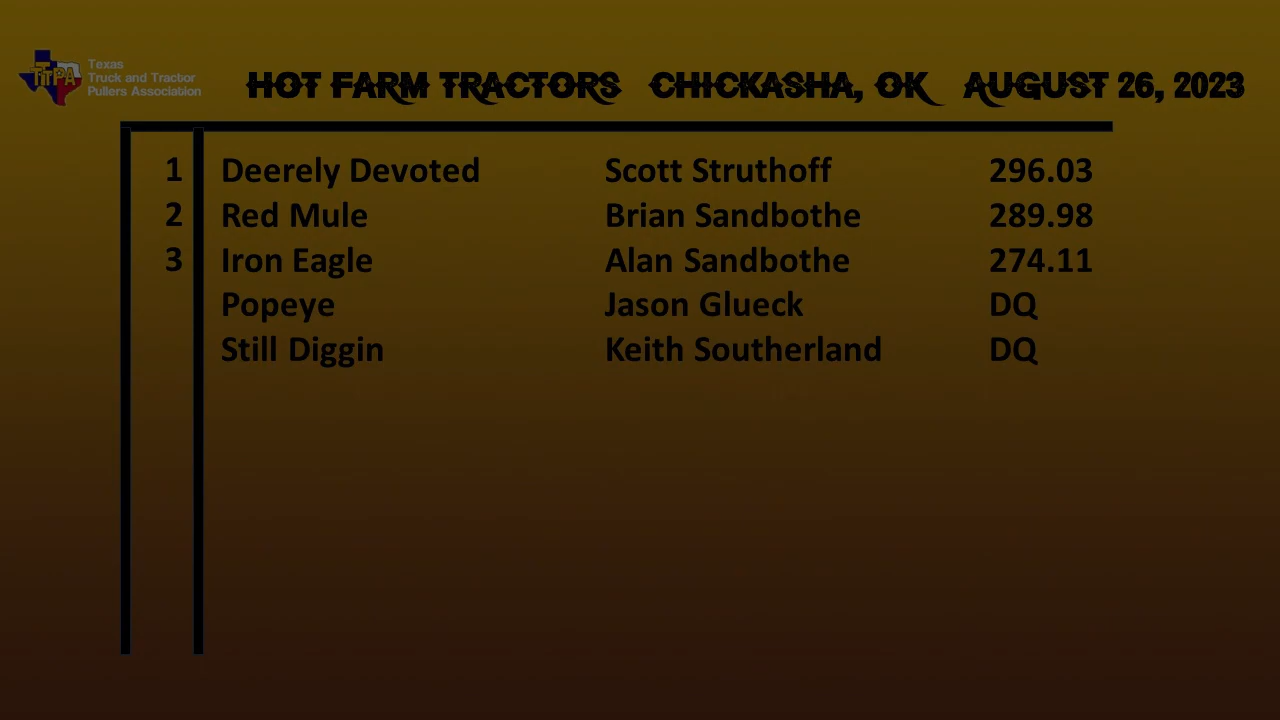 TTPA
Texas
Truck and Tractor
Pullers Association
HOT FARM TRACTORS CHICKASHA, OK AUGUST 26, 2023
1 Deerely Devoted Scott Struthoff 296.03
2 Red Mule Brian Sandbothe 289.98
3 Iron Eagle Alan Sandbothe 274.11
Popeye Jason Glueck DQ
Still Diggin Keith Southerland DQ